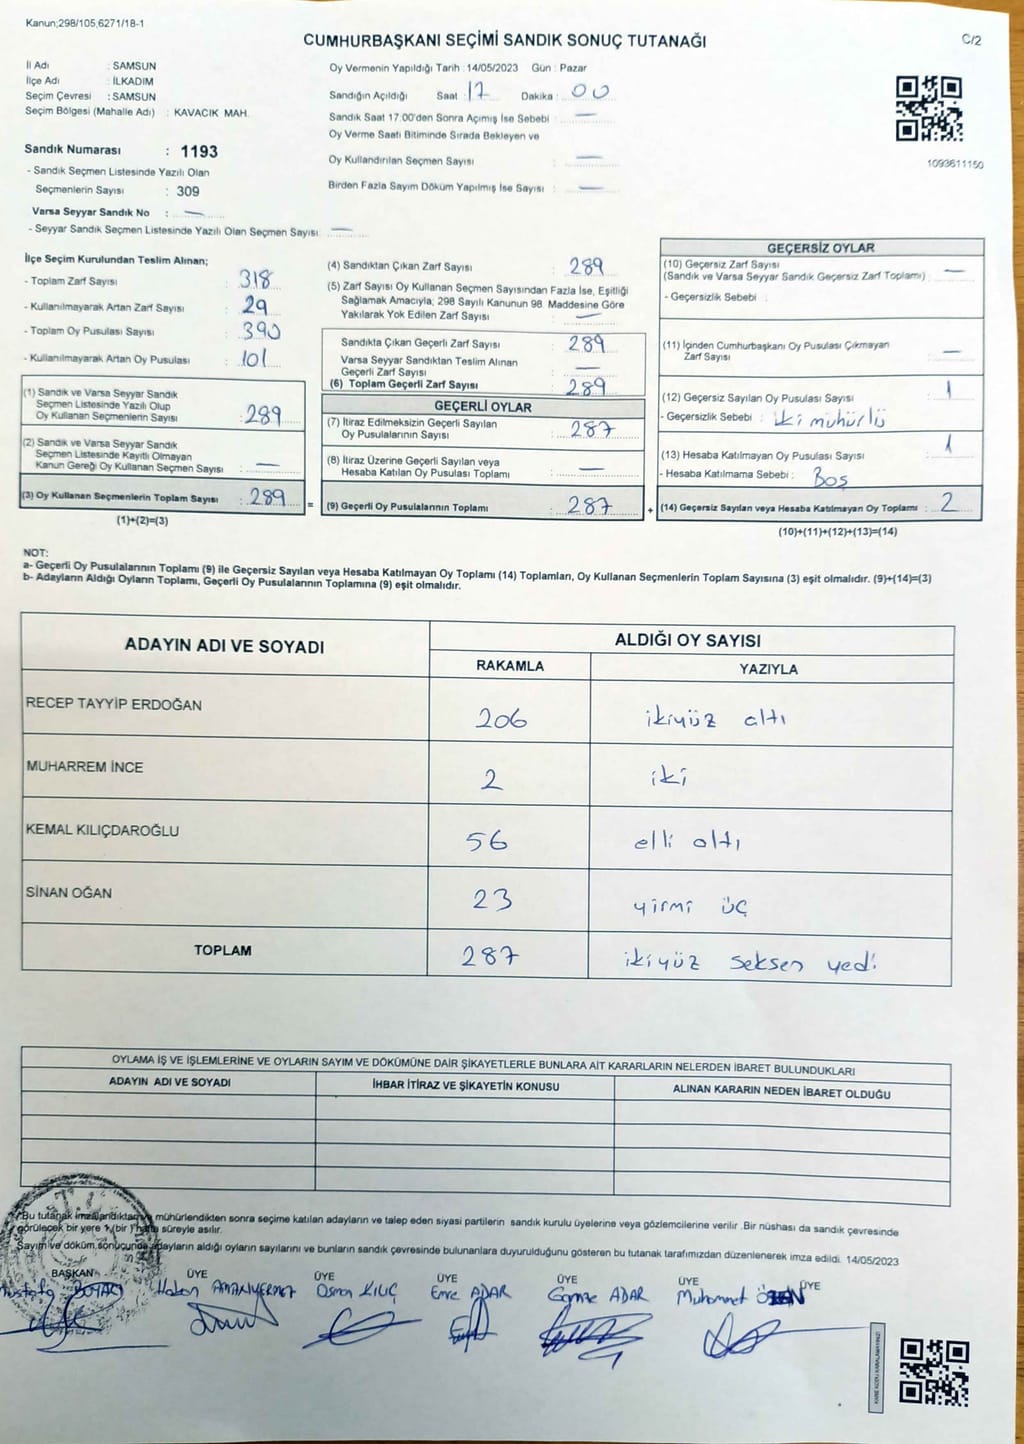 Kanun;298/105,6271/18-1
CUMHURBAŞKANI SEÇİMİ SANDIK SONUÇ TUTANAĞI
C/2
İl Adı : SAMSUN
İlçe Adı : İLKADIM
Seçim Çevresi : SAMSUN
Seçim Bölgesi (Mahalle Adı) : KAVACIK MAH.
Oy Vermenin Yapıldığı Tarih : 14/05/2023 Gün : Pazar
Sandığın Açıldığı Saat : 17 Dakika : 00
Sandık Saat 17:00'den Sonra Açımış İse Sebebi : —
Oy Verme Saati Bitiminde Sırada Bekleyen ve
Oy Kullandırılan Seçmen Sayısı : —
Birden Fazla Sayım Döküm Yapılmış İse Sayısı : —
1093611150
Sandık Numarası : 1193
- Sandık Seçmen Listesinde Yazılı Olan
Seçmenlerin Sayısı : 309
Varsa Seyyar Sandık No : —
- Seyyar Sandık Seçmen Listesinde Yazılı Olan Seçmen Sayısı: —
İlçe Seçim Kurulundan Teslim Alınan;
- Toplam Zarf Sayısı : 318
- Kullanılmayarak Artan Zarf Sayısı : 29
- Toplam Oy Pusulası Sayısı : 390
- Kullanılmayarak Artan Oy Pusulası : 101
(1) Sandık ve Varsa Seyyar Sandık
Seçmen Listesinde Yazılı Olup
Oy Kullanan Seçmenlerin Sayısı : 289
(2) Sandık ve Varsa Seyyar Sandık
Seçmen Listesinde Kayıtlı Olmayan
Kanun Gereği Oy Kullanan Seçmen Sayısı : —
(3) Oy Kullanan Seçmenlerin Toplam Sayısı : 289
(1)+(2)=(3)
(4) Sandıktan Çıkan Zarf Sayısı : 289
(5) Zarf Sayısı Oy Kullanan Seçmen Sayısından Fazla İse, Eşitliği
Sağlamak Amacıyla; 298 Sayılı Kanunun 98. Maddesine Göre
Yakılarak Yok Edilen Zarf Sayısı : —
Sandıkta Çıkan Geçerli Zarf Sayısı : 289
Varsa Seyyar Sandıktan Teslim Alınan
Geçerli Zarf Sayısı : —
(6) Toplam Geçerli Zarf Sayısı : 289
GEÇERLİ OYLAR
(7) İtiraz Edilmeksizin Geçerli Sayılan
Oy Pusulalarının Sayısı : 287
(8) İtiraz Üzerine Geçerli Sayılan veya
Hesaba Katılan Oy Pusulası Toplamı : —
= (9) Geçerli Oy Pusulalarının Toplamı : 287 +
GEÇERSİZ OYLAR
(10) Geçersiz Zarf Sayısı
(Sandık ve Varsa Seyyar Sandık Geçersiz Zarf Toplamı) : —
- Geçersizlik Sebebi :
(11) İçinden Cumhurbaşkanı Oy Pusulası Çıkmayan
Zarf Sayısı : —
(12) Geçersiz Sayılan Oy Pusulası Sayısı : 1
- Geçersizlik Sebebi : iki mühürlü
(13) Hesaba Katılmayan Oy Pusulası Sayısı : 1
- Hesaba Katılmama Sebebi : Boş
(14) Geçersiz Sayılan veya Hesaba Katılmayan Oy Toplamı : 2
(10)+(11)+(12)+(13)=(14)
NOT:
a- Geçerli Oy Pusulalarının Toplamı (9) ile Geçersiz Sayılan veya Hesaba Katılmayan Oy Toplamı (14) Toplamları, Oy Kullanan Seçmenlerin Toplam Sayısına (3) eşit olmalıdır. (9)+(14)=(3)
b- Adayların Aldığı Oyların Toplamı, Geçerli Oy Pusulalarının Toplamına (9) eşit olmalıdır.
ADAYIN ADI VE SOYADI
ALDIĞI OY SAYISI
RAKAMLA YAZIYLA
RECEP TAYYİP ERDOĞAN 206 ikiyüz altı
MUHARREM İNCE 2 iki
KEMAL KILIÇDAROĞLU 56 elli altı
SİNAN OĞAN 23 yirmi üç
TOPLAM 287 ikiyüz seksen yedi
OYLAMA İŞ VE İŞLEMLERİNE VE OYLARIN SAYIM VE DÖKÜMÜNE DAİR ŞİKAYETLERLE BUNLARA AİT KARARLARIN NELERDEN İBARET BULUNDUKLARI
ADAYIN ADI VE SOYADI İHBAR İTİRAZ VE ŞİKAYETİN KONUSU ALINAN KARARIN NEDEN İBARET OLDUĞU
Bu tutanak imzalandıktan ve mühürlendikten sonra seçime katılan adayların ve talep eden siyasi partilerin sandık kurulu üyelerine veya gözlemcilerine verilir .Bir nüshası da sandık çevresinde
görülecek bir yere 1 (bir ) hafta süreyle asılır.
Sayım ve döküm sonucunda adayların aldığı oyların sayılarını ve bunların sandık çevresinde bulunanlara duyurulduğunu gösteren bu tutanak tarafımızdan düzenlenerek imza edildi. 14/05/2023
BAŞKAN ÜYE ÜYE ÜYE ÜYE ÜYE ÜYE
Mustafa BOYACI Hakan Osman KILIÇ Emre ADAR Gamze ADAR Muhammet